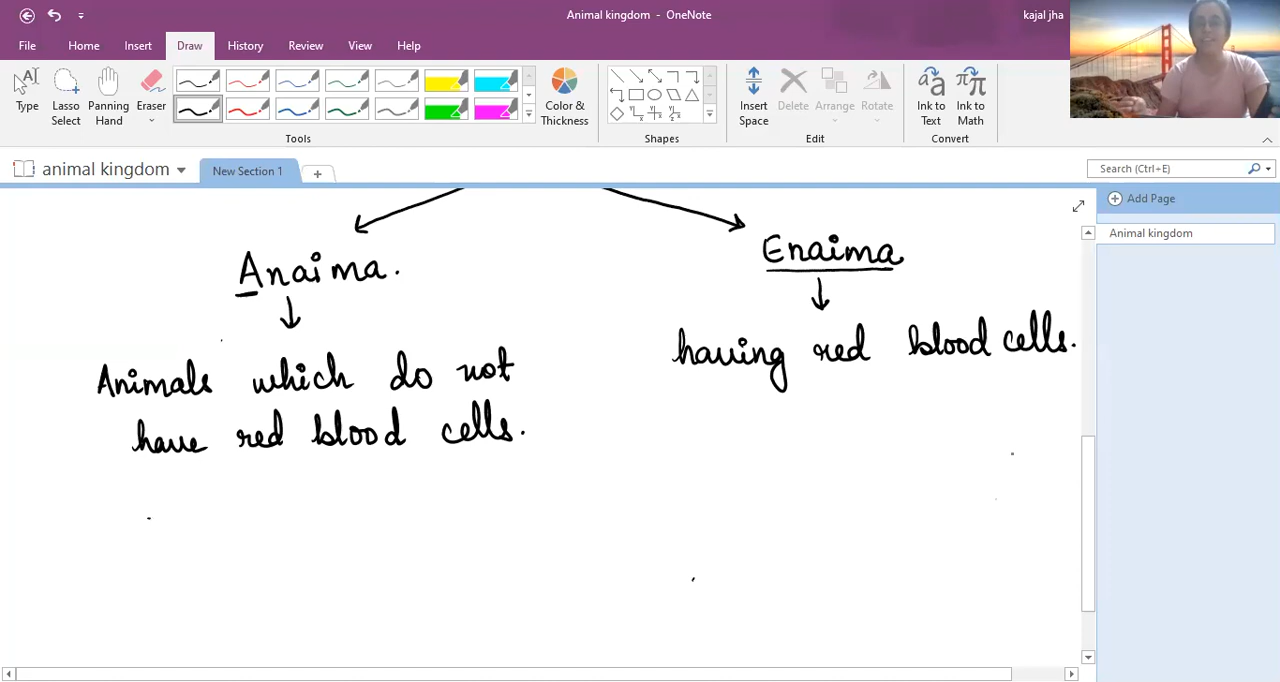 Animal kingdom - OneNote
kajal jha
File Home Insert Draw History Review View Help
Type
Lasso Select
Panning Hand
Eraser
Color & Thickness
Insert Space
Delete
Arrange
Rotate
Ink to Text
Ink to Math
Tools
Shapes
Edit
Convert
animal kingdom
New Section 1
Search (Ctrl+E)
Add Page
Animal kingdom
Anaima.
Animals which do not
have red blood cells.
Enaima
having red blood cells.